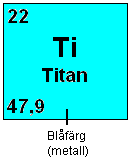 22
Ti
Titan
47,9
Blåfärg
(metall)